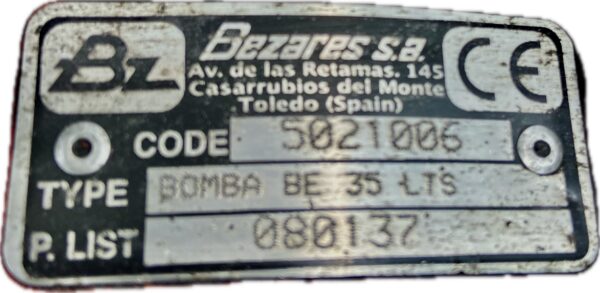 Bz Bezares s.a. CE
Av. de las Retamas. 145
Casarrubios del Monte
Toledo (Spain)
CODE 5021006
TYPE BOMBA BE 35 LTS
P. LIST 080137